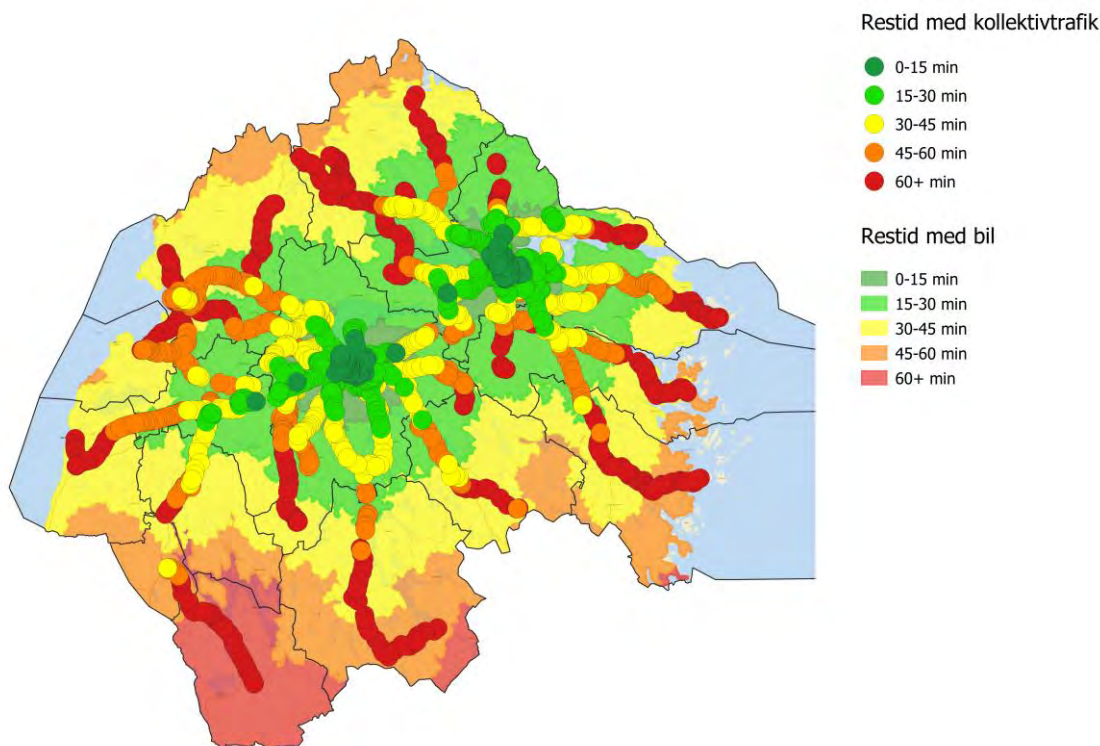 Restid med kollektivtrafik
0-15 min
15-30 min
30-45 min
45-60 min
60+ min
Restid med bil
0-15 min
15-30 min
30-45 min
45-60 min
60+ min